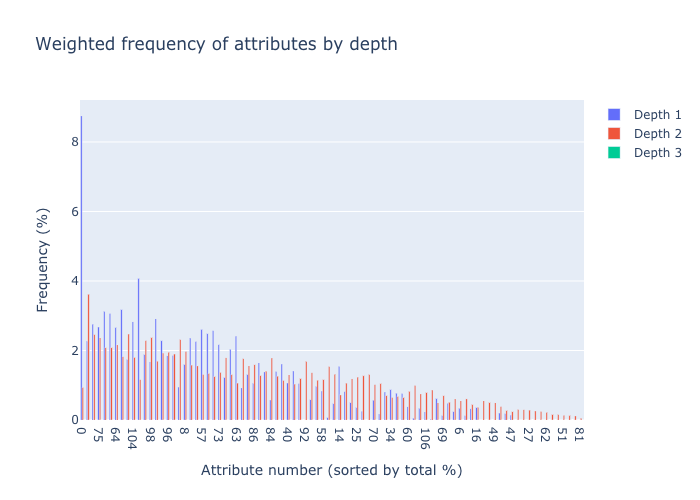 Weighted frequency of attributes by depth
Depth 1
Depth 2
Depth 3
Frequency (%)
8
6
4
2
0
0 75 64 104 98 96 8 57 73 63 86 84 40 92 58 14 25 70 34 60 106 69 6 16 49 47 27 62 51 81
Attribute number (sorted by total %)